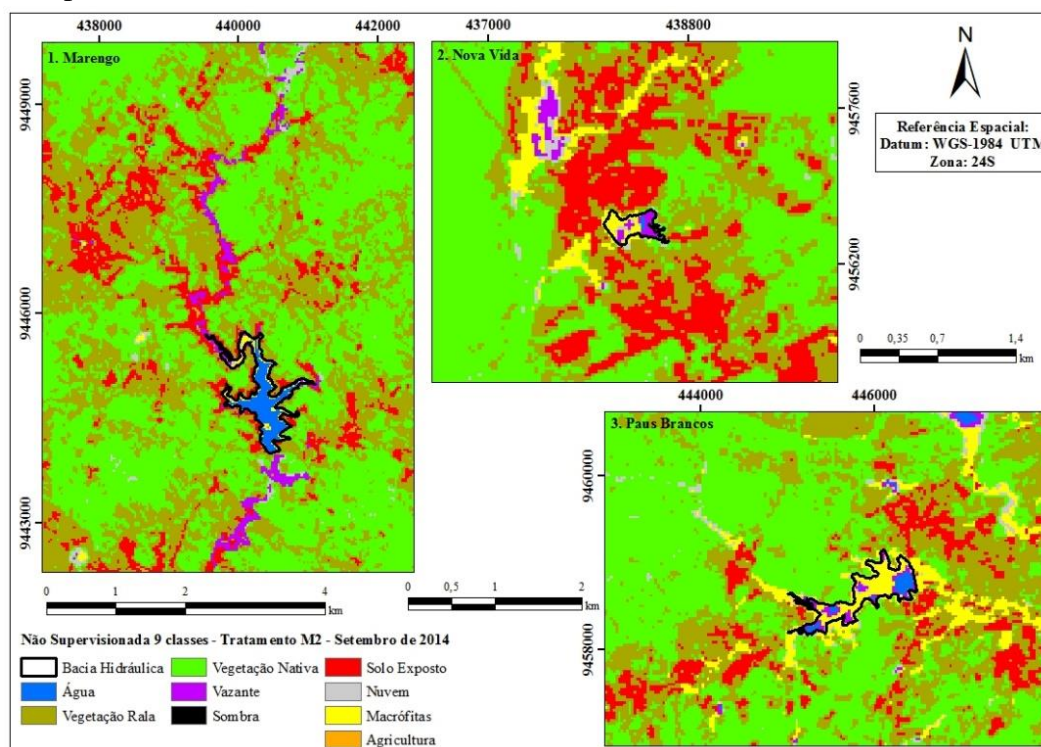 438000 440000 442000
437000 438800
1. Marengo
2. Nova Vida
N
9449000
9457600
Referência Espacial:
Datum: WGS-1984 UTM
Zona: 24S
9456200
9446000
0 0,35 0,7 1,4
km
444000 446000
3. Paus Brancos
9460000
9443000
0 1 2 4
km
0 0,5 1 2
km
9458000
Não Supervisionada 9 classes - Tratamento M2 - Setembro de 2014
Bacia Hidráulica Vegetação Nativa Solo Exposto
Água Vazante Nuvem
Vegetação Rala Sombra Macrófitas
Agricultura